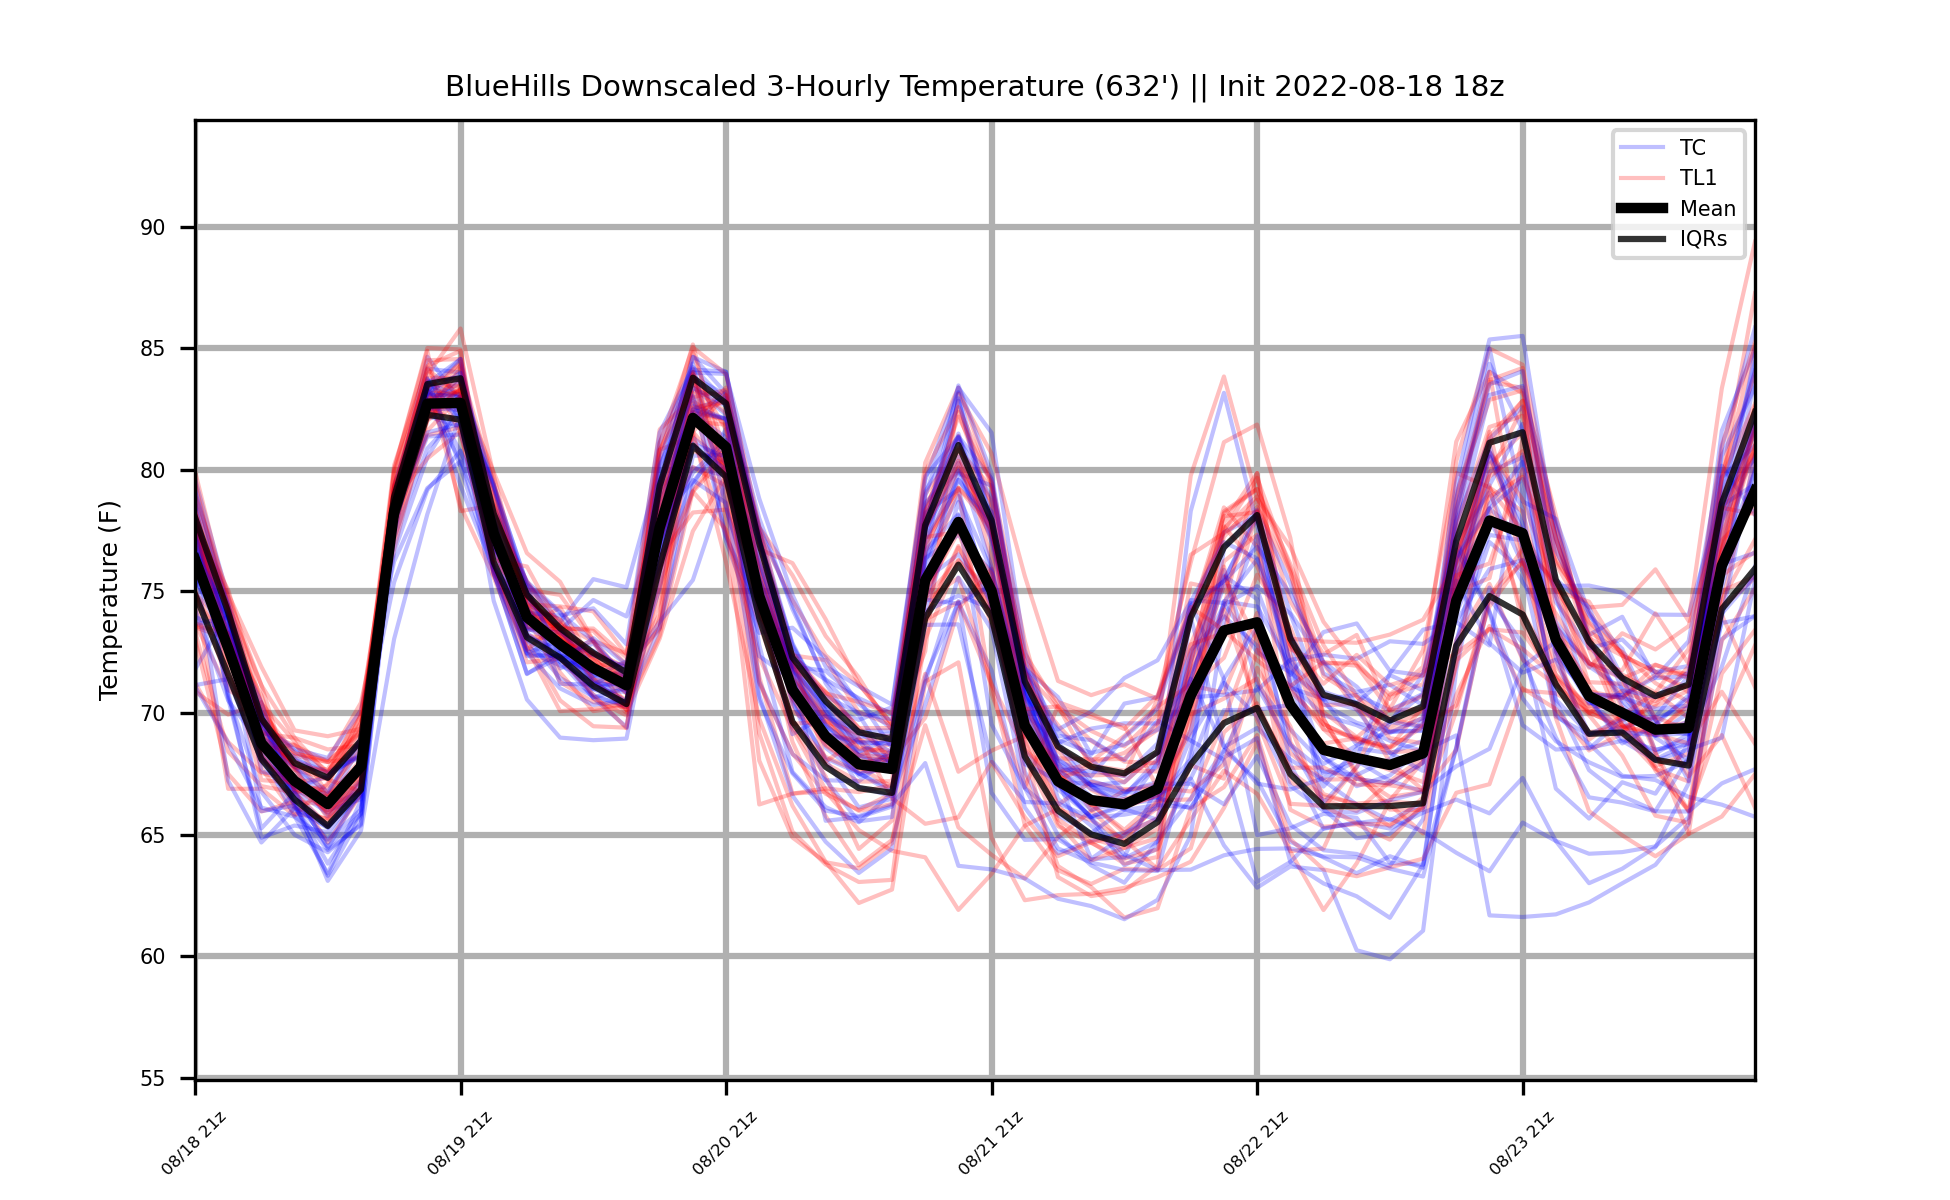 BlueHills Downscaled 3-Hourly Temperature (632') || Init 2022-08-18 18z
TC
TL1
Mean
IQRs
Temperature (F)
90
85
80
75
70
65
60
55
08/18 21z
08/19 21z
08/20 21z
08/21 21z
08/22 21z
08/23 21z